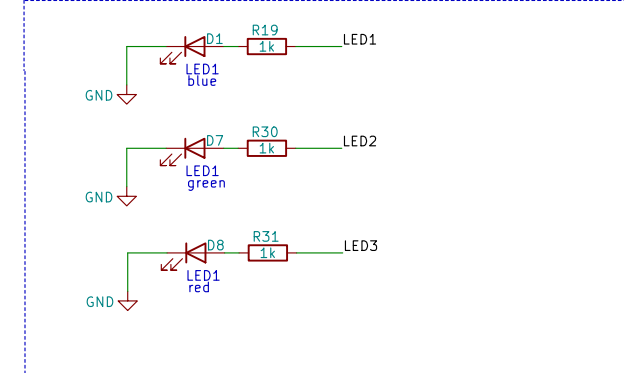 R19
D1
1k
LED1
LED1
blue
GND
R30
D7
1k
LED2
LED1
green
GND
R31
D8
1k
LED3
LED1
red
GND